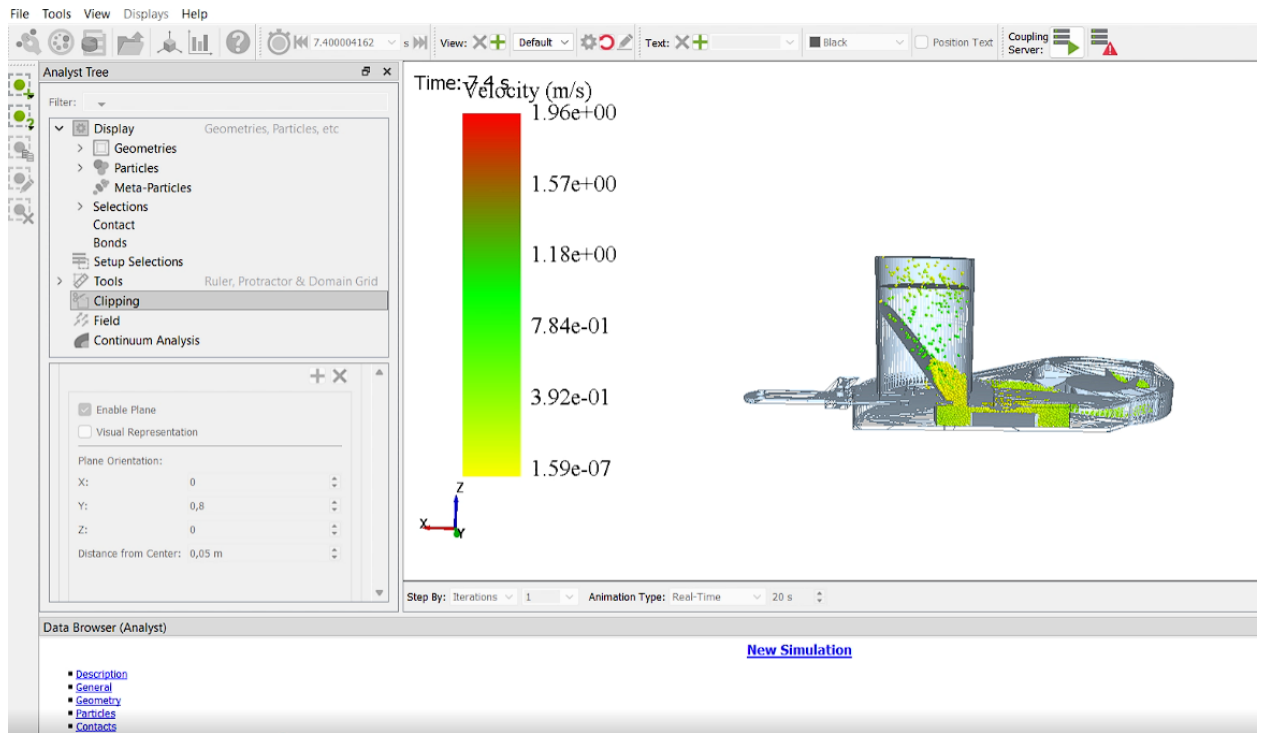 File Tools View Displays Help
7.400004162 s View: Default Text: Black Position Text Coupling Server:
Analyst Tree
Filter:
Display Geometries, Particles, etc
Geometries
Particles
Meta-Particles
Selections
Contact
Bonds
Setup Selections
Tools Ruler, Protractor & Domain Grid
Clipping
Field
Continuum Analysis
Enable Plane
Visual Representation
Plane Orientation:
X: 0
Y: 0,8
Z: 0
Distance from Center: 0,05 m
Time: 7.4 s
Velocity (m/s)
1.96e+00
1.57e+00
1.18e+00
7.84e-01
3.92e-01
1.59e-07
Z
X
Y
Step By: Iterations 1 Animation Type: Real-Time 20 s
Data Browser (Analyst)
New Simulation
Description
General
Geometry
Particles
Contacts